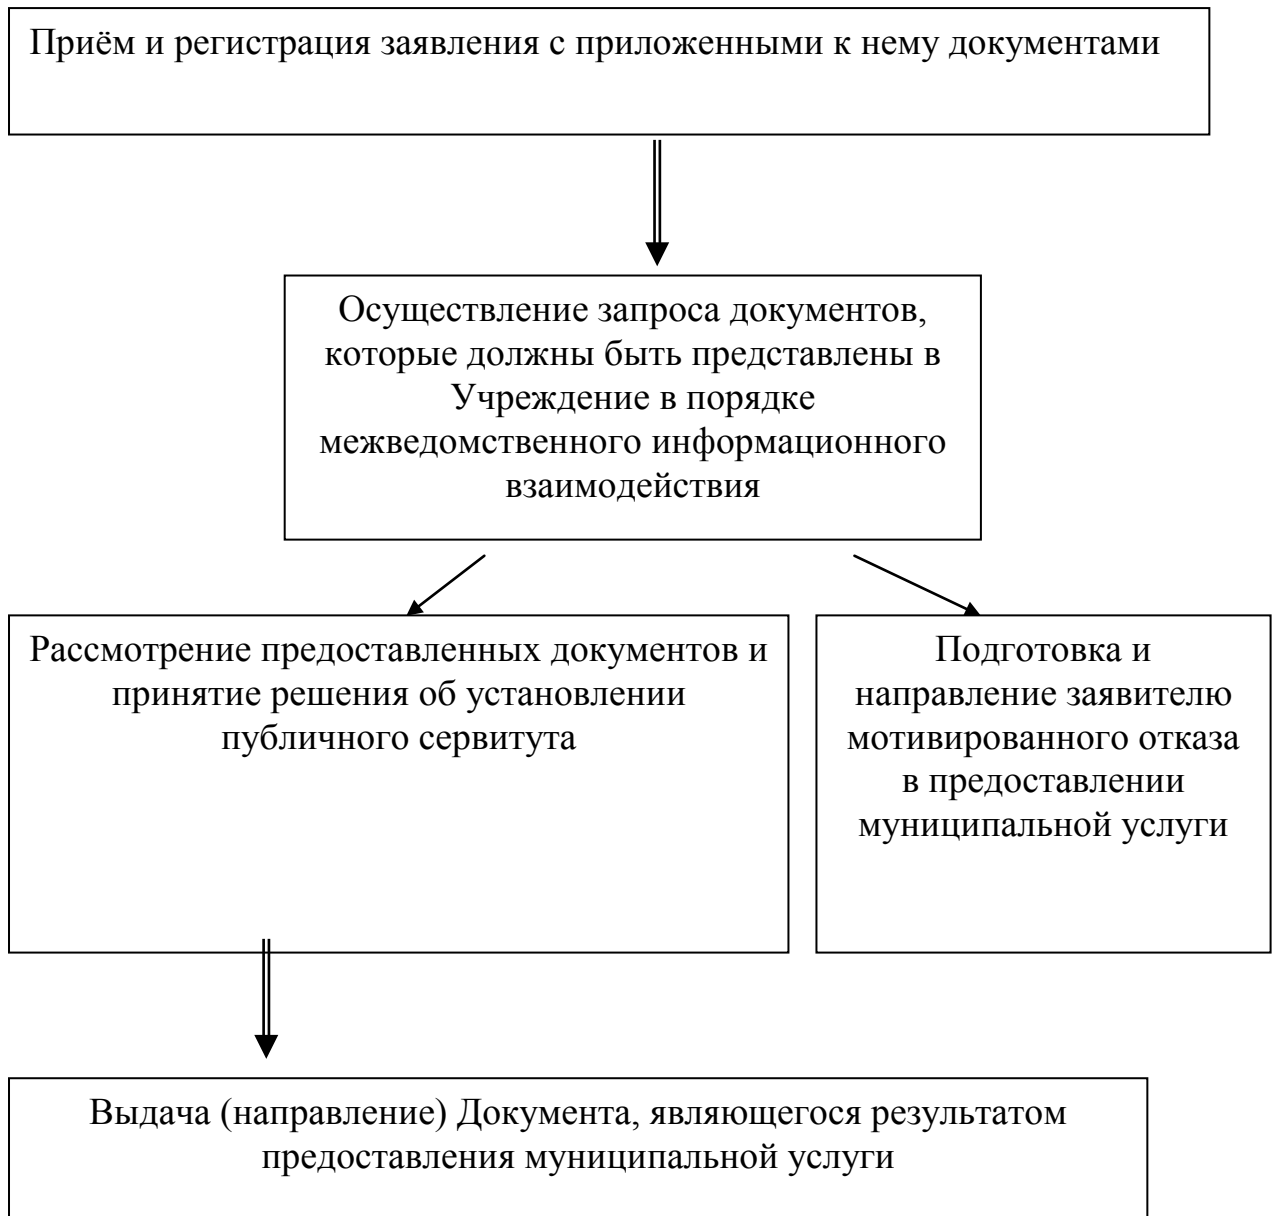 Приём и регистрация заявления с приложенными к нему документами
Осуществление запроса документов,
которые должны быть представлены в
Учреждение в порядке
межведомственного информационного
взаимодействия
Рассмотрение предоставленных документов и
принятие решения об установлении
публичного сервитута
Подготовка и
направление заявителю
мотивированного отказа
в предоставлении
муниципальной услуги
Выдача (направление) Документа, являющегося результатом
предоставления муниципальной услуги